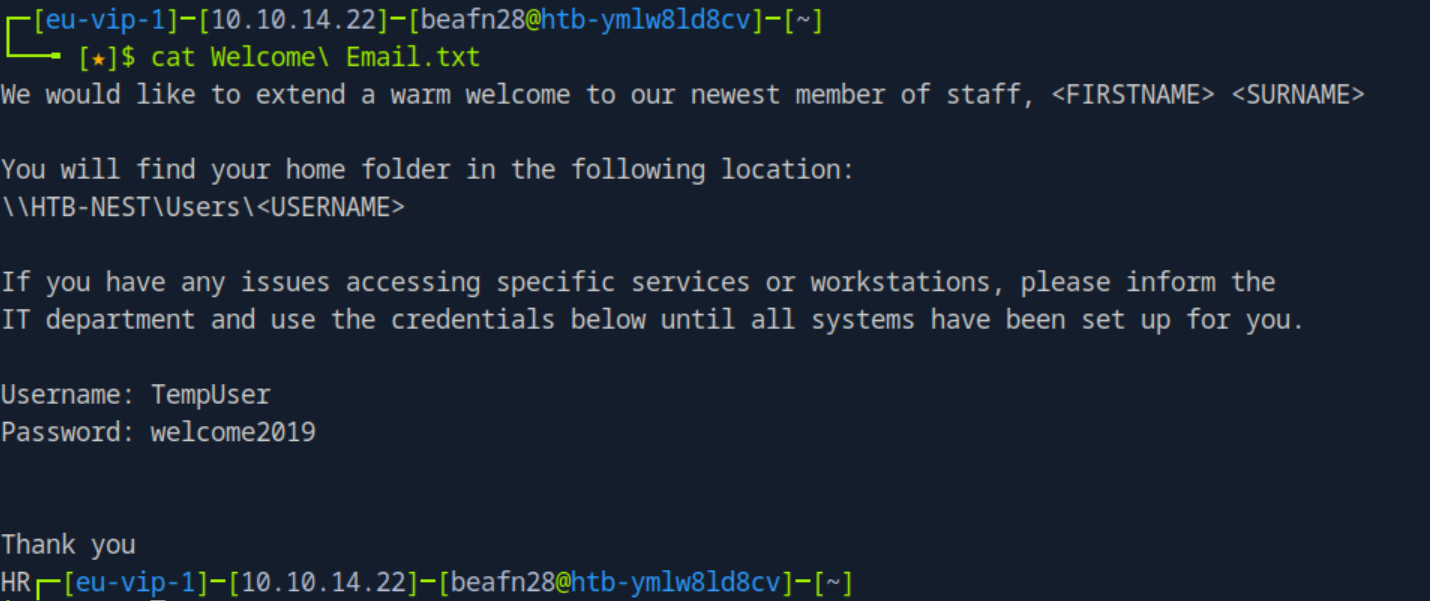 [eu-vip-1]-[10.10.14.22]-[beafn28@htb-ymlw8ld8cv]-[~]
[★]$ cat Welcome\ Email.txt
We would like to extend a warm welcome to our newest member of staff, <FIRSTNAME> <SURNAME>
You will find your home folder in the following location:
\\HTB-NEST\Users\<USERNAME>
If you have any issues accessing specific services or workstations, please inform the
IT department and use the credentials below until all systems have been set up for you.
Username: TempUser
Password: welcome2019
Thank you
HR┌─[eu-vip-1]-[10.10.14.22]-[beafn28@htb-ymlw8ld8cv]-[~]